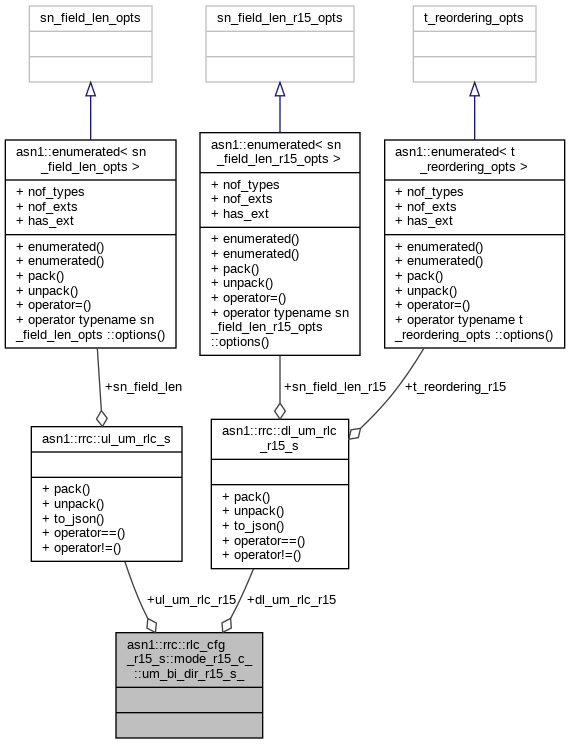 sn_field_len_opts
sn_field_len_r15_opts
t_reordering_opts
asn1::enumerated< sn
_field_len_opts >
+ nof_types
+ nof_exts
+ has_ext
+ enumerated()
+ enumerated()
+ pack()
+ unpack()
+ operator=()
+ operator typename sn
_field_len_opts ::options()
asn1::enumerated< sn
_field_len_r15_opts >
+ nof_types
+ nof_exts
+ has_ext
+ enumerated()
+ enumerated()
+ pack()
+ unpack()
+ operator=()
+ operator typename sn
_field_len_r15_opts
::options()
asn1::enumerated< t
_reordering_opts >
+ nof_types
+ nof_exts
+ has_ext
+ enumerated()
+ enumerated()
+ pack()
+ unpack()
+ operator=()
+ operator typename t
_reordering_opts ::options()
+sn_field_len
+sn_field_len_r15
+t_reordering_r15
asn1::rrc::ul_um_rlc_s
+ pack()
+ unpack()
+ to_json()
+ operator==()
+ operator!=()
asn1::rrc::dl_um_rlc
_r15_s
+ pack()
+ unpack()
+ to_json()
+ operator==()
+ operator!=()
+ul_um_rlc_r15
+dl_um_rlc_r15
asn1::rrc::rlc_cfg
_r15_s::mode_r15_c_
::um_bi_dir_r15_s_